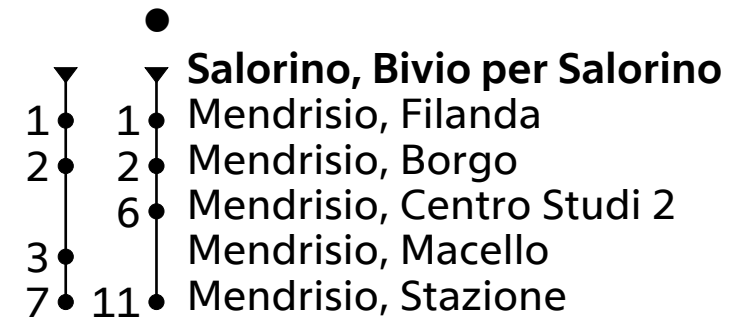 ●
Salorino, Bivio per Salorino
1 1 Mendrisio, Filanda
2 2 Mendrisio, Borgo
6 Mendrisio, Centro Studi 2
3 Mendrisio, Macello
7 11 Mendrisio, Stazione